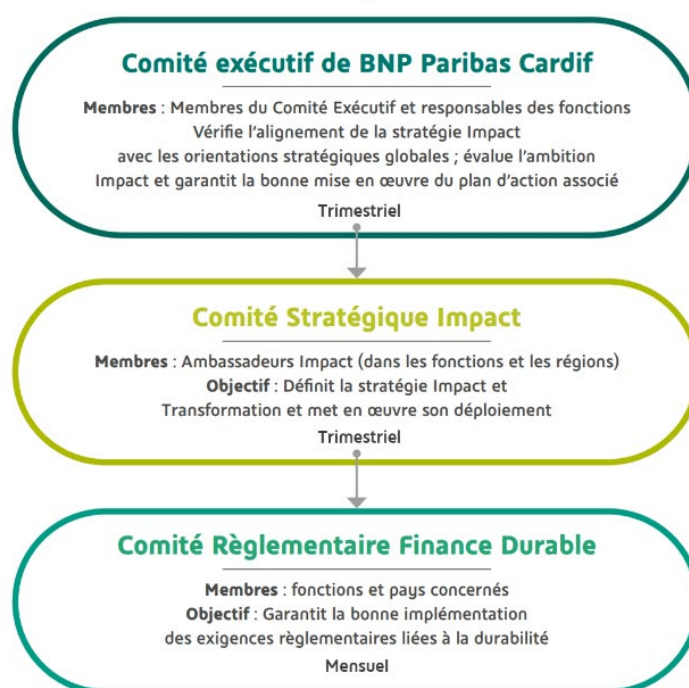 Comité exécutif de BNP Paribas Cardif
Membres : Membres du Comité Exécutif et responsables des fonctions
Vérifie l'alignement de la stratégie Impact
avec les orientations stratégiques globales ; évalue l'ambition
Impact et garantit la bonne mise en œuvre du plan d'action associé
Trimestriel
Comité Stratégique Impact
Membres : Ambassadeurs Impact (dans les fonctions et les régions)
Objectif : Définit la stratégie Impact et
Transformation et met en œuvre son déploiement
Trimestriel
Comité Règlementaire Finance Durable
Membres : fonctions et pays concernés
Objectif : Garantit la bonne implémentation
des exigences règlementaires liées à la durabilité
Mensuel